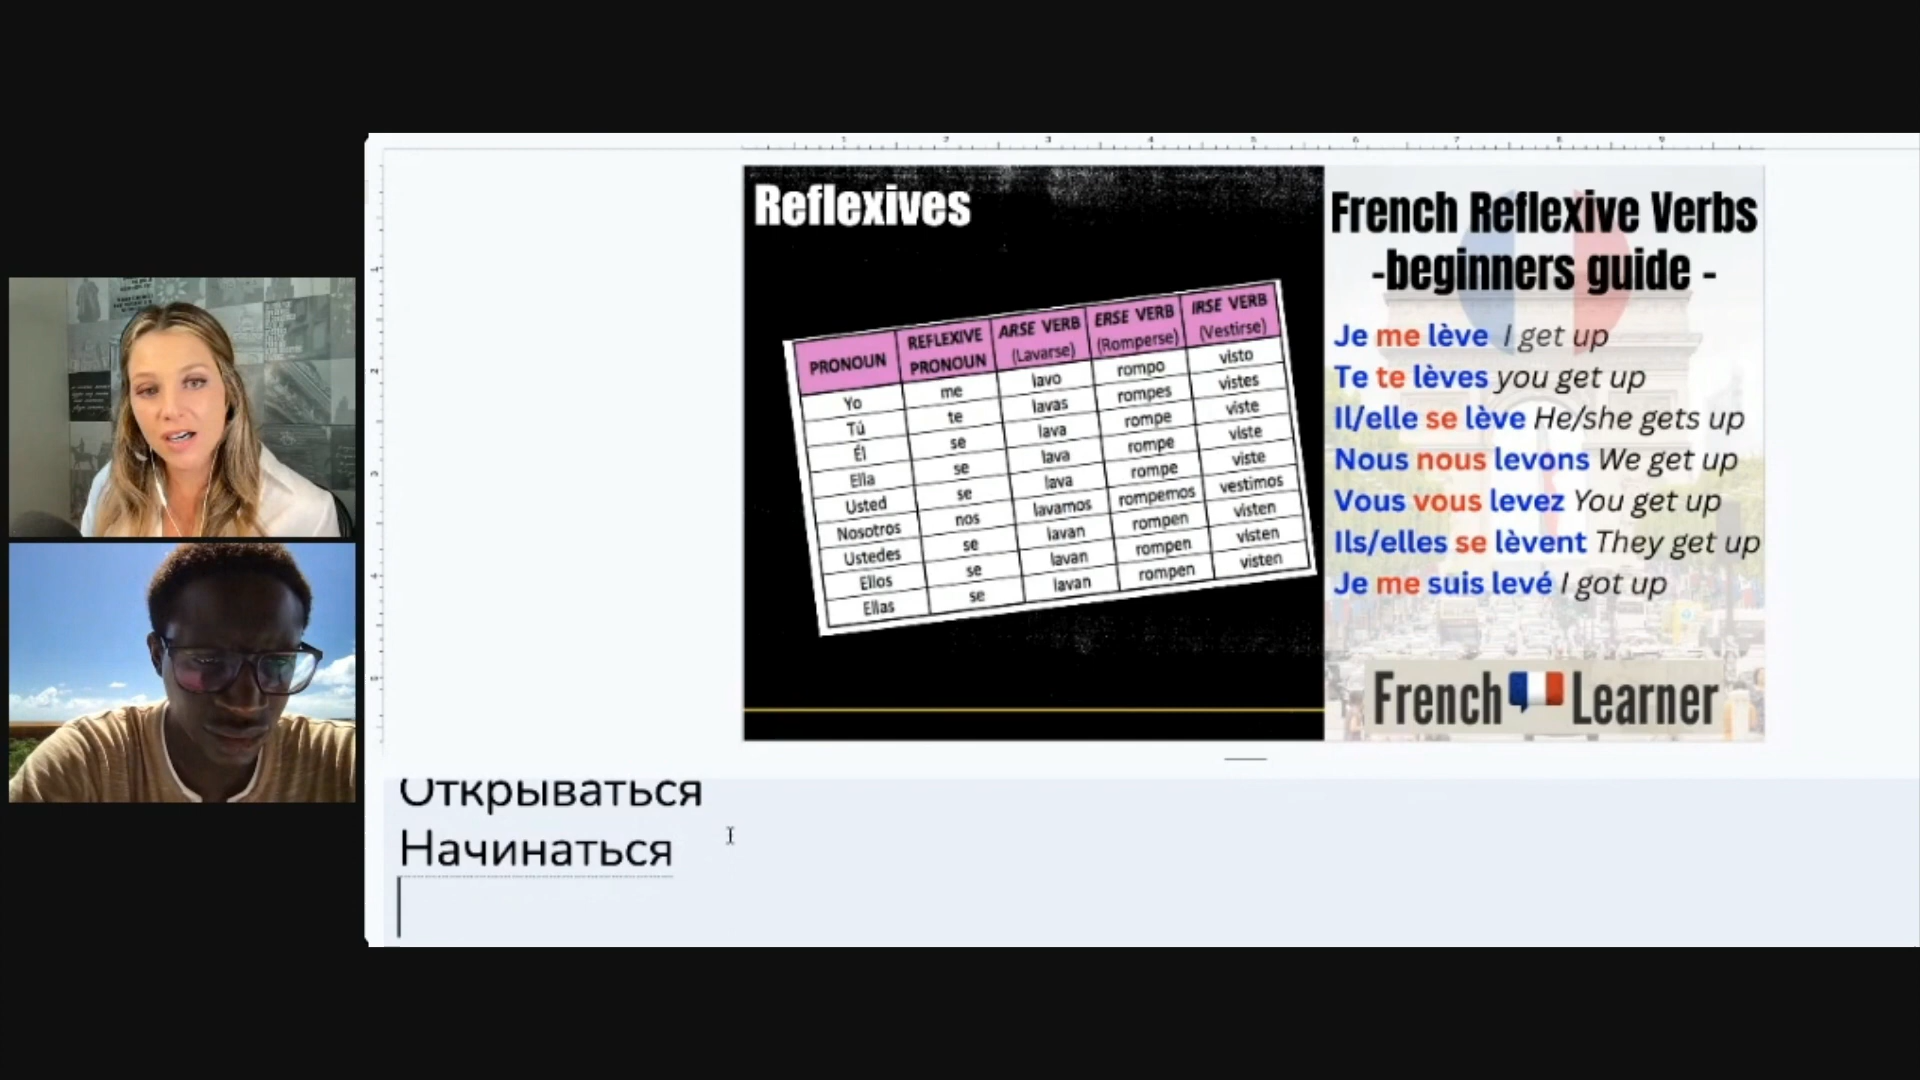 Reflexives
PRONOUN REFLEXIVE PRONOUN ARSE VERB (Lavarse) ERSE VERB (Romperse) IRSE VERB (Vestirse)
Yo me lavo rompo visto
Tú te lavas rompes vistes
Él se lava rompe viste
Ella se lava rompe viste
Usted se lava rompe viste
Nosotros nos lavamos rompemos vestimos
Ustedes se lavan rompen visten
Ellos se lavan rompen visten
Ellas se lavan rompen visten
French Reflexive Verbs
-beginners guide -
Je me lève I get up
Te te lèves you get up
Il/elle se lève He/she gets up
Nous nous levons We get up
Vous vous levez You get up
Ils/elles se lèvent They get up
Je me suis levé I got up
French Learner
Открываться
Начинаться